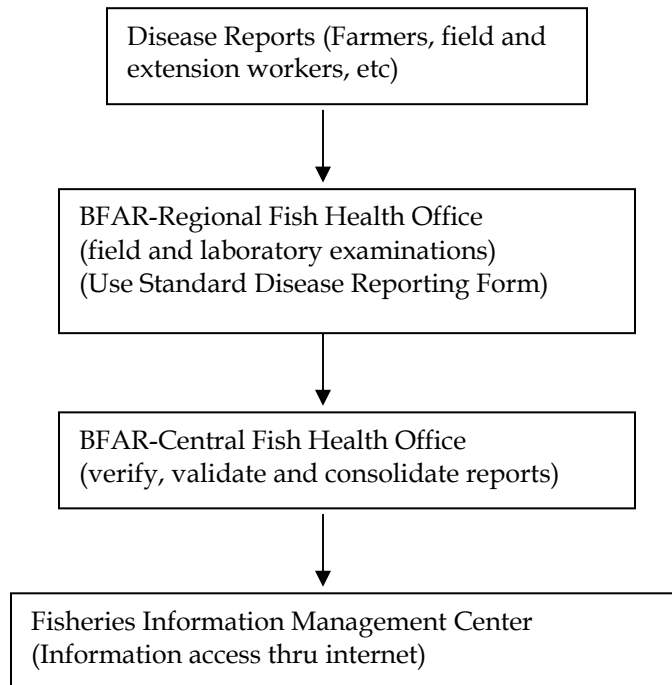 Disease Reports (Farmers, field and
extension workers, etc)
BFAR-Regional Fish Health Office
(field and laboratory examinations)
(Use Standard Disease Reporting Form)
BFAR-Central Fish Health Office
(verify, validate and consolidate reports)
Fisheries Information Management Center
(Information access thru internet)